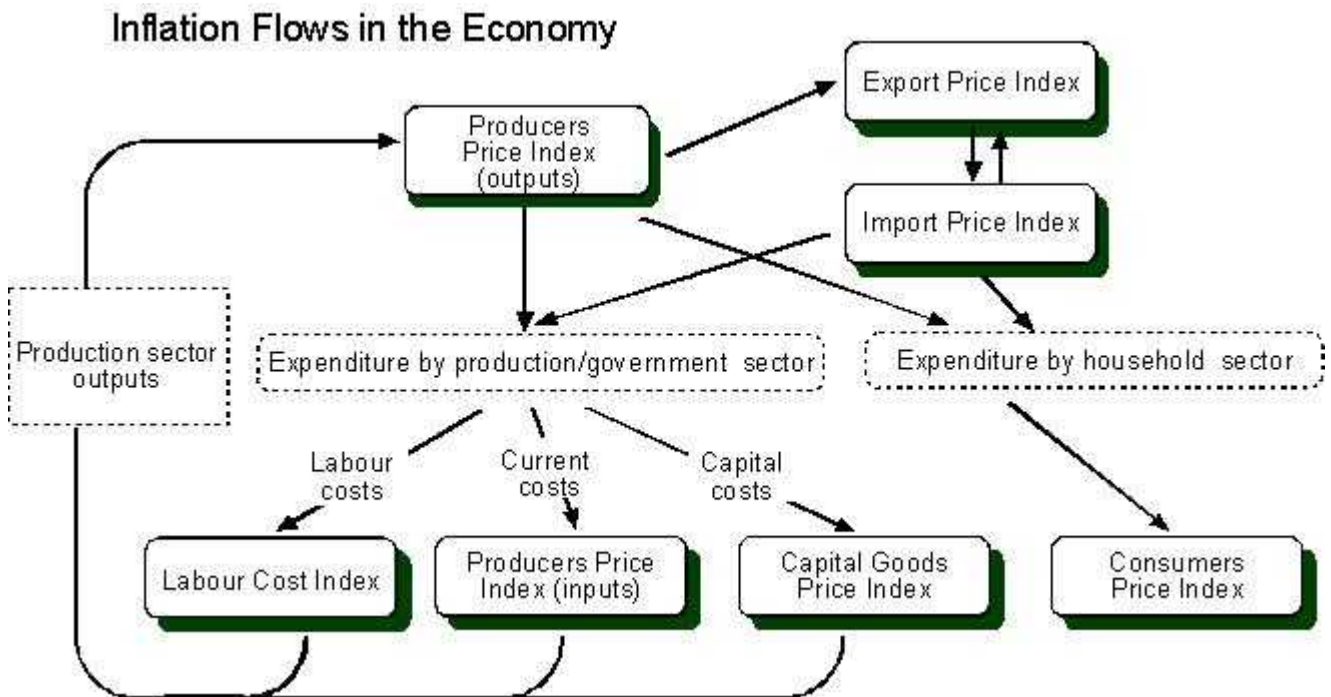 Inflation Flows in the Economy
Export Price Index
Producers
Price Index
(outputs)
Import Price Index
Production sector
outputs
Expenditure by production/government sector
Expenditure by household sector
Labour
costs
Current
costs
Capital
costs
Labour Cost Index
Producers Price
Index (inputs)
Capital Goods
Price Index
Consumers
Price Index